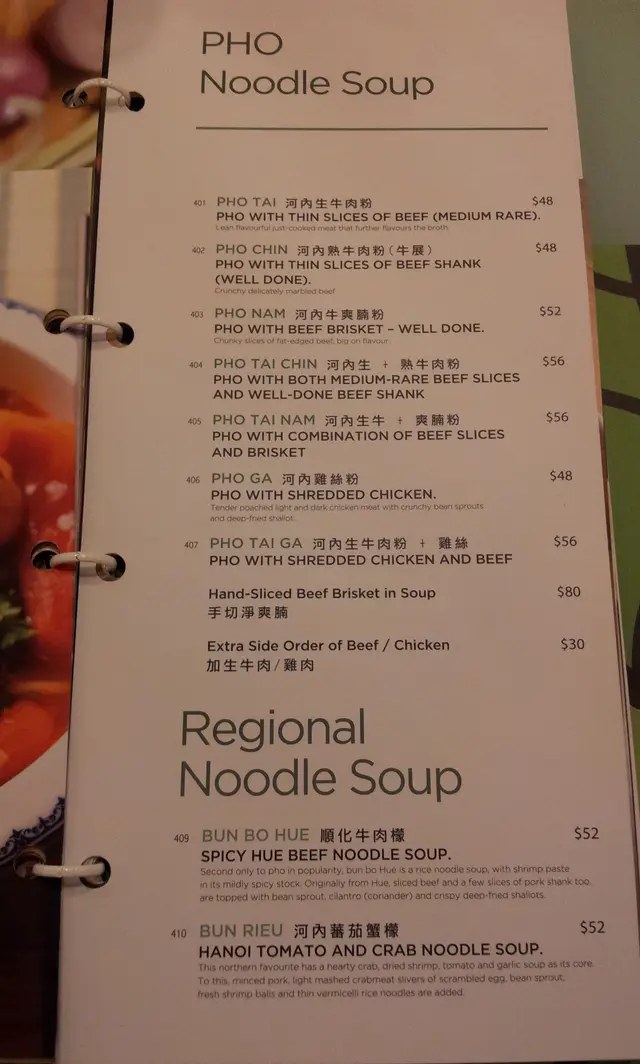 PHO
Noodle Soup
401 PHO TAI 河內生牛肉粉 $48
PHO WITH THIN SLICES OF BEEF (MEDIUM RARE).
Lean flavourful just-cooked meat that further flavours the broth.
402 PHO CHIN 河內熟牛肉粉(牛展) $48
PHO WITH THIN SLICES OF BEEF SHANK
(WELL DONE).
Crunchy delicately marbled beef
403 PHO NAM 河內牛爽腩粉 $52
PHO WITH BEEF BRISKET – WELL DONE.
Chunky slices of fat-edged beef, big on flavour.
404 PHO TAI CHIN 河內生 + 熟牛肉粉 $56
PHO WITH BOTH MEDIUM-RARE BEEF SLICES
AND WELL-DONE BEEF SHANK
405 PHO TAI NAM 河內生牛 + 爽腩粉 $56
PHO WITH COMBINATION OF BEEF SLICES
AND BRISKET
406 PHO GA 河內雞絲粉 $48
PHO WITH SHREDDED CHICKEN.
Tender poached light and dark chicken meat with crunchy bean sprouts
and deep-fried shallot.
407 PHO TAI GA 河內生牛肉粉 + 雞絲 $56
PHO WITH SHREDDED CHICKEN AND BEEF
Hand-Sliced Beef Brisket in Soup $80
手切淨爽腩
Extra Side Order of Beef / Chicken $30
加生牛肉/雞肉
Regional
Noodle Soup
409 BUN BO HUE 順化牛肉檬 $52
SPICY HUE BEEF NOODLE SOUP.
Second only to pho in popularity, bun bo Hue is a rice noodle soup, with shrimp paste
in its mildly spicy stock. Originally from Hue, sliced beef and a few slices of pork shank too,
are topped with bean sprout, cilantro (coriander) and crispy deep-fried shallots.
410 BUN RIEU 河內蕃茄蟹檬 $52
HANOI TOMATO AND CRAB NOODLE SOUP.
This northern favourite has a hearty crab, dried shrimp, tomato and garlic soup as its core.
To this, minced pork, light mashed crabmeat slivers of scrambled egg, bean sprout,
fresh shrimp balls and thin vermicelli rice noodles are added.